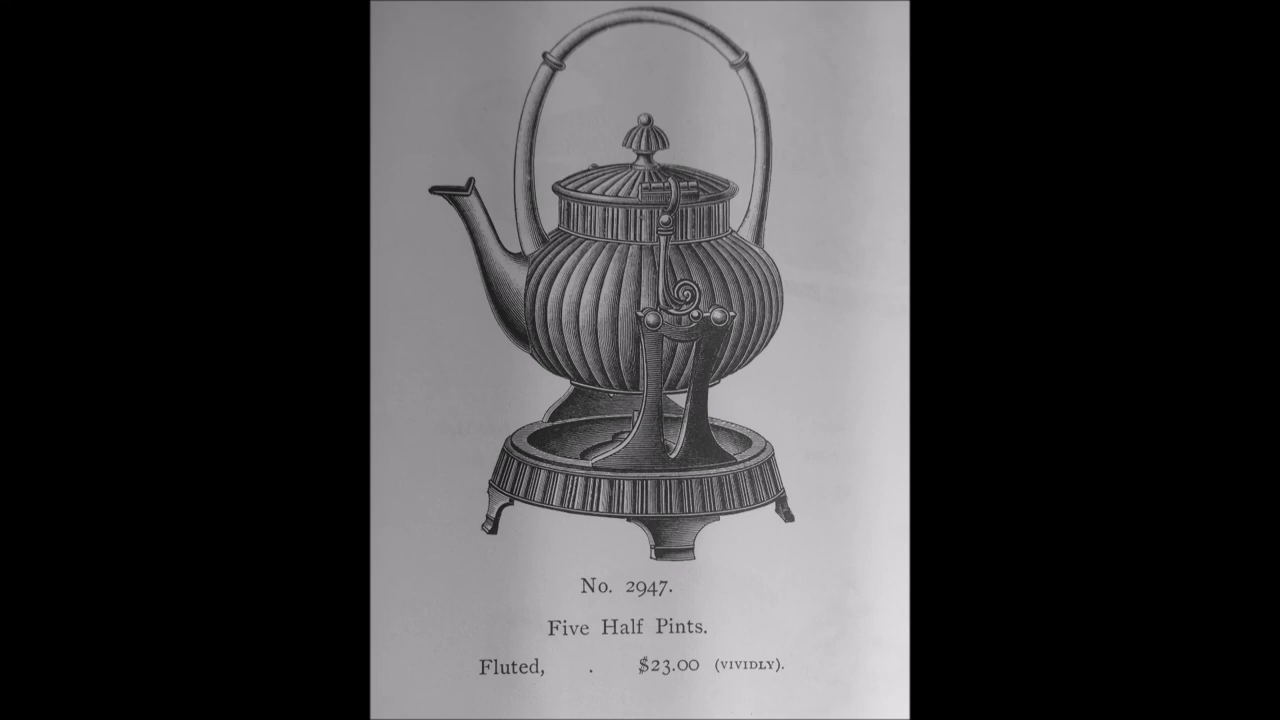 No. 2947.
Five Half Pints.
Fluted, . $23.00 (VIVIDLY).